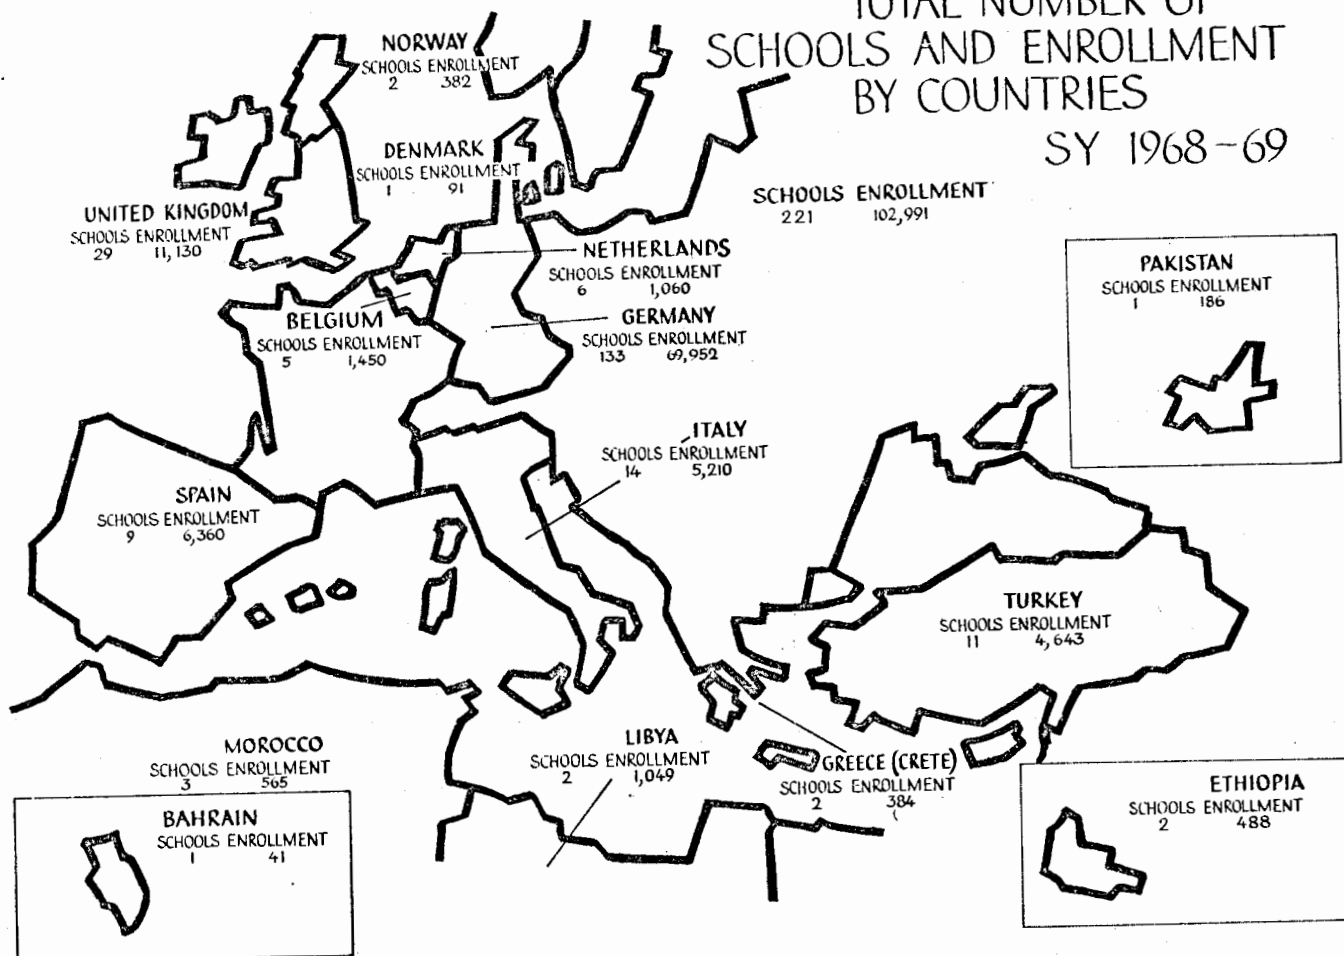 TOTAL NUMBER OF
SCHOOLS AND ENROLLMENT
BY COUNTRIES
SY 1968-69
SCHOOLS ENROLLMENT
221 102,991
NORWAY
SCHOOLS ENROLLMENT
2 382
DENMARK
SCHOOLS ENROLLMENT
1 91
UNITED KINGDOM
SCHOOLS ENROLLMENT
29 11,130
NETHERLANDS
SCHOOLS ENROLLMENT
6 1,060
BELGIUM
SCHOOLS ENROLLMENT
5 1,450
GERMANY
SCHOOLS ENROLLMENT
133 69,952
PAKISTAN
SCHOOLS ENROLLMENT
1 186
ITALY
SCHOOLS ENROLLMENT
14 5,210
SPAIN
SCHOOLS ENROLLMENT
9 6,360
TURKEY
SCHOOLS ENROLLMENT
11 4,643
MOROCCO
SCHOOLS ENROLLMENT
3 565
LIBYA
SCHOOLS ENROLLMENT
2 1,049
GREECE (CRETE)
SCHOOLS ENROLLMENT
2 384
BAHRAIN
SCHOOLS ENROLLMENT
1 41
ETHIOPIA
SCHOOLS ENROLLMENT
2 488